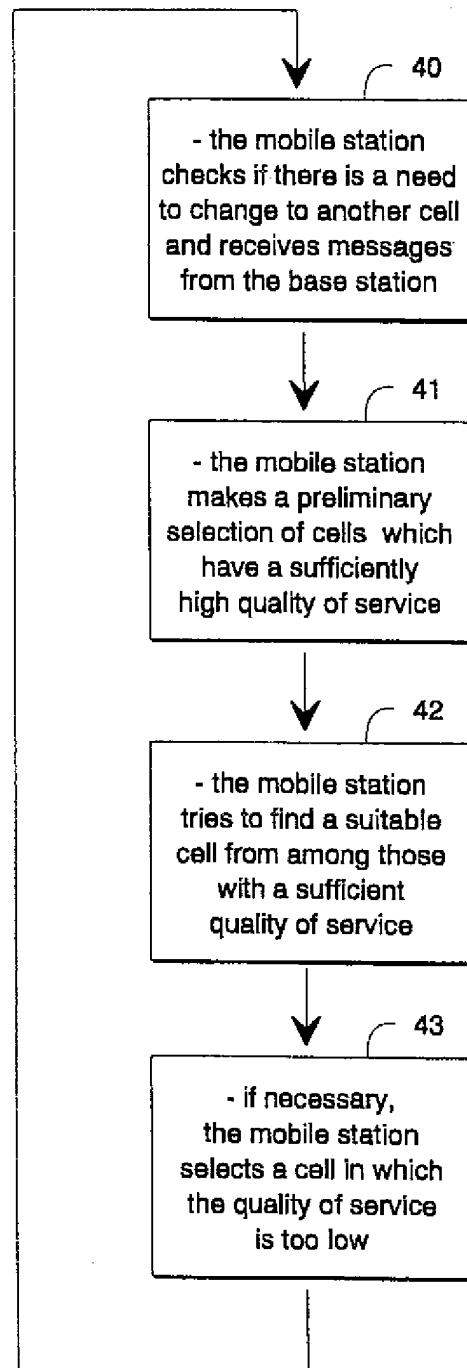 40
- the mobile station
checks if there is a need
to change to another cell
and receives messages
from the base station
41
- the mobile station
makes a preliminary
selection of cells which
have a sufficiently
high quality of service
42
- the mobile station
tries to find a suitable
cell from among those
with a sufficient
quality of service
43
- if necessary,
the mobile station
selects a cell in which
the quality of service
is too low